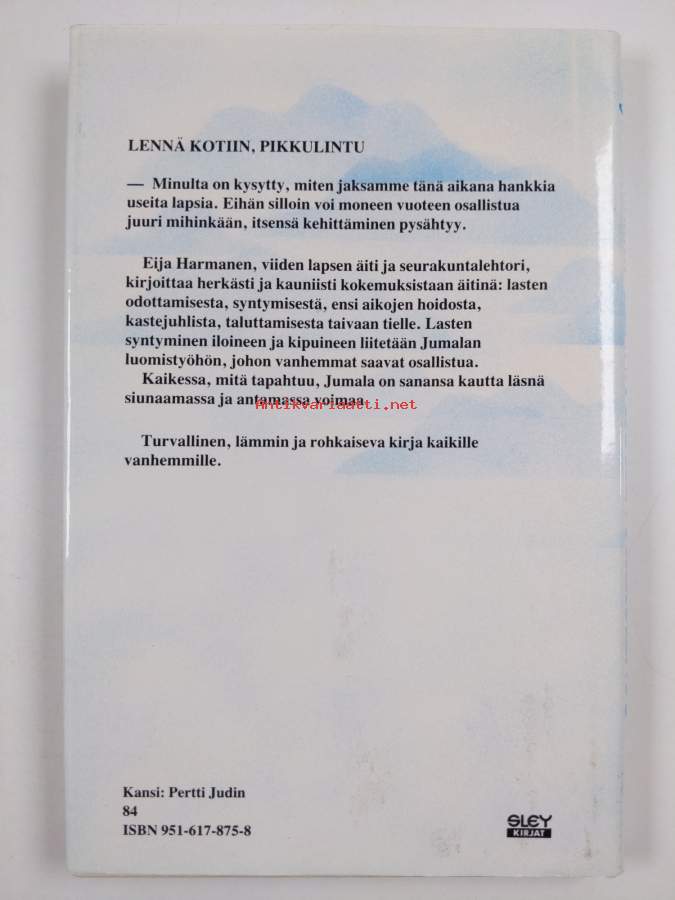 LENNÄ KOTIIN, PIKKULINTU
— Minulta on kysytty, miten jaksamme tänä aikana hankkia
useita lapsia. Eihän silloin voi moneen vuoteen osallistua
juuri mihinkään, itsensä kehittäminen pysähtyy.
Eija Harmanen, viiden lapsen äiti ja seurakuntalehtori,
kirjoittaa herkästi ja kauniisti kokemuksistaan äitinä: lasten
odottamisesta, syntymisestä, ensi aikojen hoidosta,
kastejuhlista, taluttamisesta taivaan tielle. Lasten
syntyminen iloineen ja kipuineen liitetään Jumalan
luomistyöhön, johon vanhemmat saavat osallistua.
Kaikessa, mitä tapahtuu, Jumala on sanansa kautta läsnä
siunaamassa ja antamassa voimaa.
Antikvariaatti.net
Turvallinen, lämmin ja rohkaiseva kirja kaikille
vanhemmille.
Kansi: Pertti Judin
84
ISBN 951-617-875-8
SLEY
KIRJAT